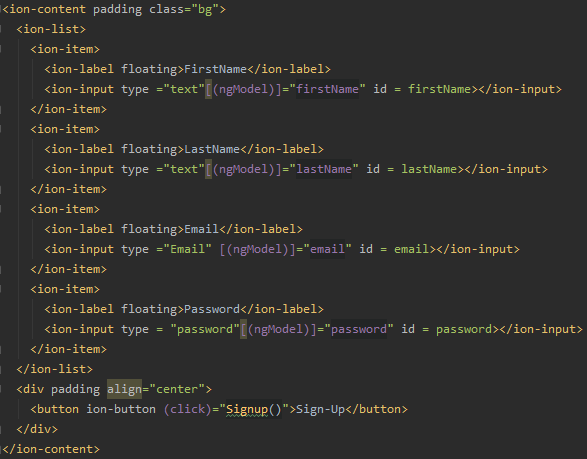 <ion-content padding class="bg">
<ion-list>
<ion-item>
<ion-label floating>FirstName</ion-label>
<ion-input type ="text"[(ngModel)]="firstName" id = firstName></ion-input>
</ion-item>
<ion-item>
<ion-label floating>LastName</ion-label>
<ion-input type ="text"[(ngModel)]="lastName" id = lastName></ion-input>
</ion-item>
<ion-item>
<ion-label floating>Email</ion-label>
<ion-input type ="Email" [(ngModel)]="email" id = email></ion-input>
</ion-item>
<ion-item>
<ion-label floating>Password</ion-label>
<ion-input type = "password"[(ngModel)]="password" id = password></ion-input>
</ion-item>
</ion-list>
<div padding align="center">
<button ion-button (click)="Signup()">Sign-Up</button>
</div>
</ion-content>